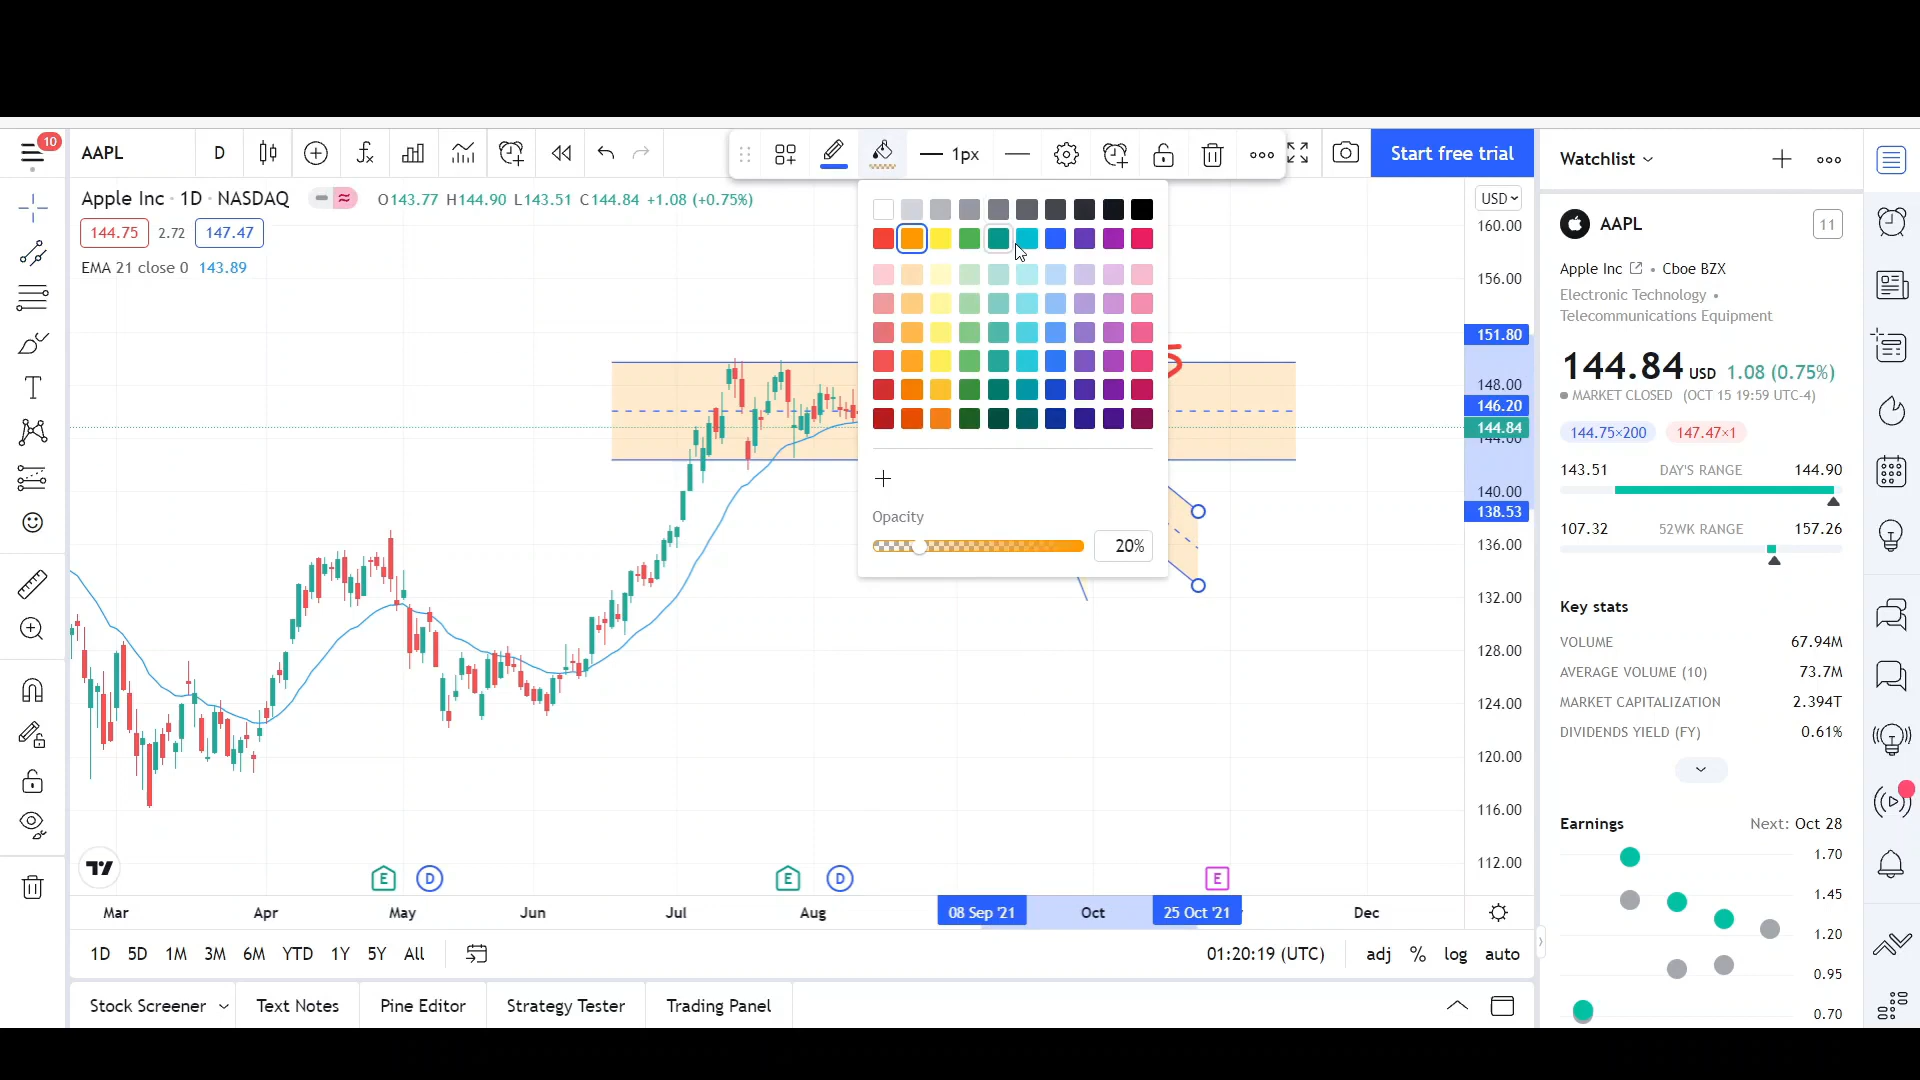 10
AAPL
D
1px
Start free trial
Apple Inc · 1D · NASDAQ
O143.77 H144.90 L143.51 C144.84 +1.08 (+0.75%)
144.75 2.72 147.47
EMA 21 close 0 143.89
Opacity
20%
5
USD
160.00
156.00
151.80
148.00
146.20
144.84
144.00
140.00
138.53
136.00
132.00
128.00
124.00
120.00
116.00
112.00
E D E D E
Mar Apr May Jun Jul Aug 08 Sep '21 Oct 25 Oct '21 Dec
1D 5D 1M 3M 6M YTD 1Y 5Y All
01:20:19 (UTC) adj % log auto
Stock Screener Text Notes Pine Editor Strategy Tester Trading Panel
Watchlist
AAPL
11
Apple Inc • Cboe BZX
Electronic Technology •
Telecommunications Equipment
144.84 USD 1.08 (0.75%)
MARKET CLOSED (OCT 15 19:59 UTC-4)
144.75×200 147.47×1
143.51 DAY'S RANGE 144.90
107.32 52WK RANGE 157.26
Key stats
VOLUME 67.94M
AVERAGE VOLUME (10) 73.7M
MARKET CAPITALIZATION 2.394T
DIVIDENDS YIELD (FY) 0.61%
Earnings Next: Oct 28
1.70
1.45
1.20
0.95
0.70